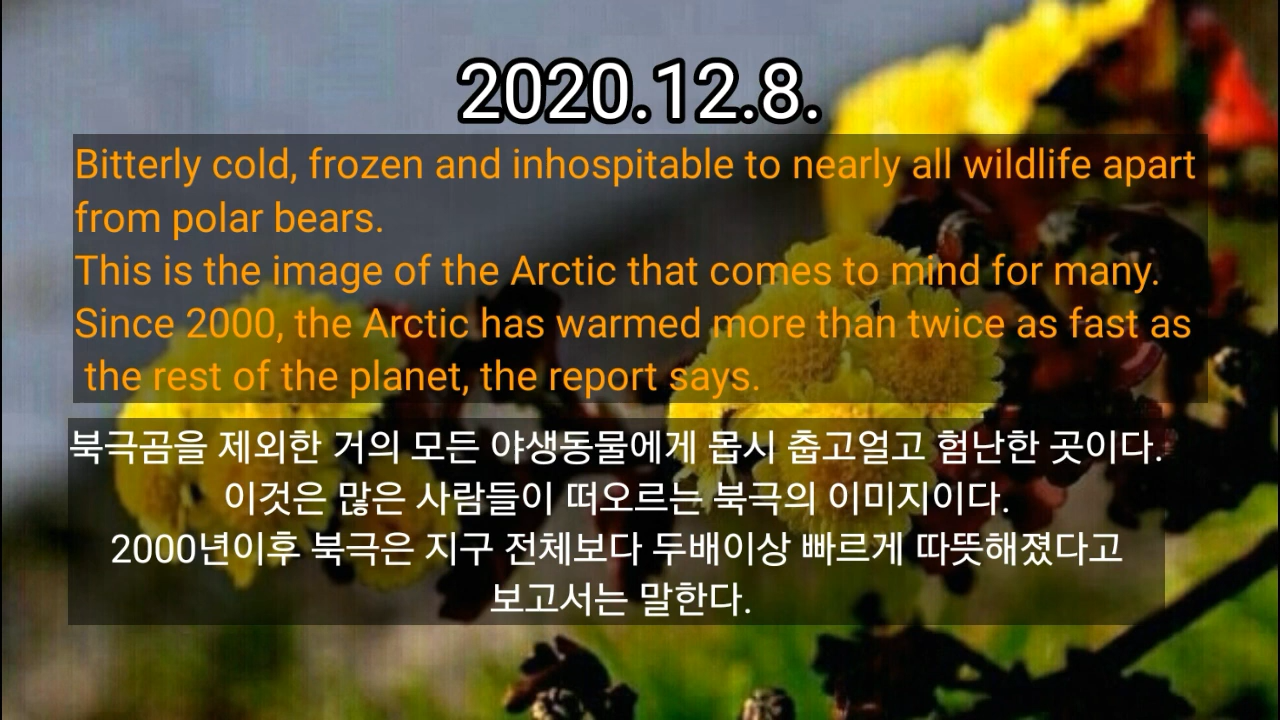 2020.12.8.
Bitterly cold, frozen and inhospitable to nearly all wildlife apart
from polar bears.
This is the image of the Arctic that comes to mind for many.
Since 2000, the Arctic has warmed more than twice as fast as
the rest of the planet, the report says.
북극곰을 제외한 거의 모든 야생동물에게 몹시 춥고얼고 험난한 곳이다.
이것은 많은 사람들이 떠오르는 북극의 이미지이다.
2000년이후 북극은 지구 전체보다 두배이상 빠르게 따뜻해졌다고
보고서는 말한다.